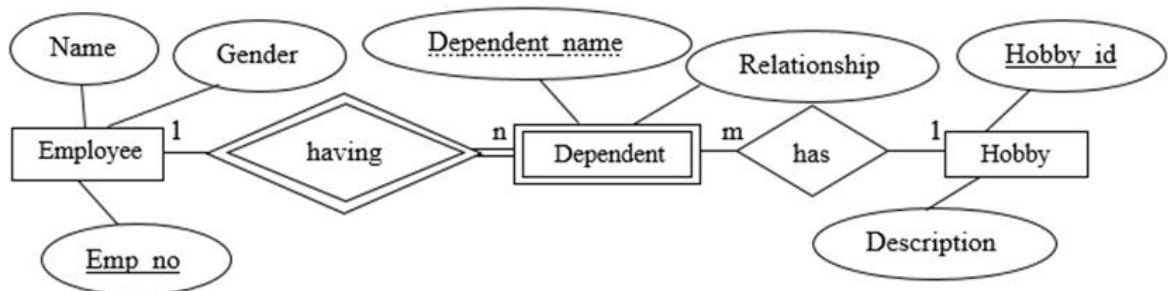 Name
Gender
Dependent_name
Relationship
Hobby_id
Employee
1
having
n
Dependent
m
has
1
Hobby
Emp_no
Description